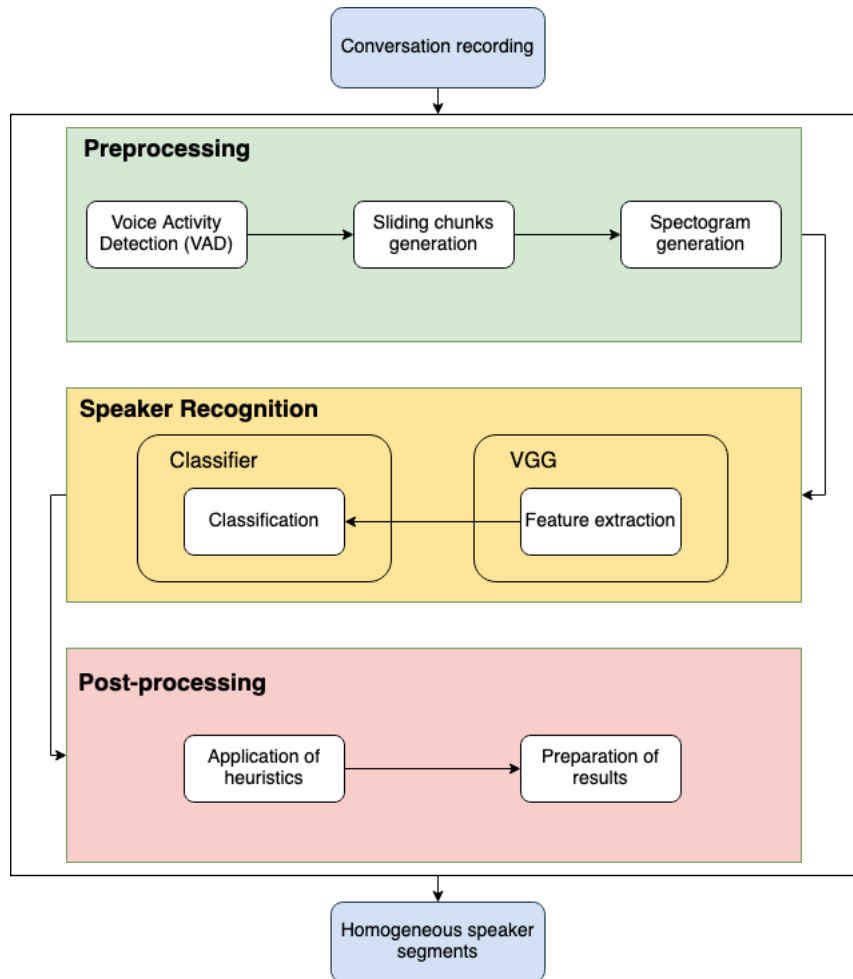 Conversation recording
Preprocessing
Voice Activity
Detection (VAD)
Sliding chunks
generation
Spectogram
generation
Speaker Recognition
Classifier
VGG
Classification
Feature extraction
Post-processing
Application of
heuristics
Preparation of
results
Homogeneous speaker
segments